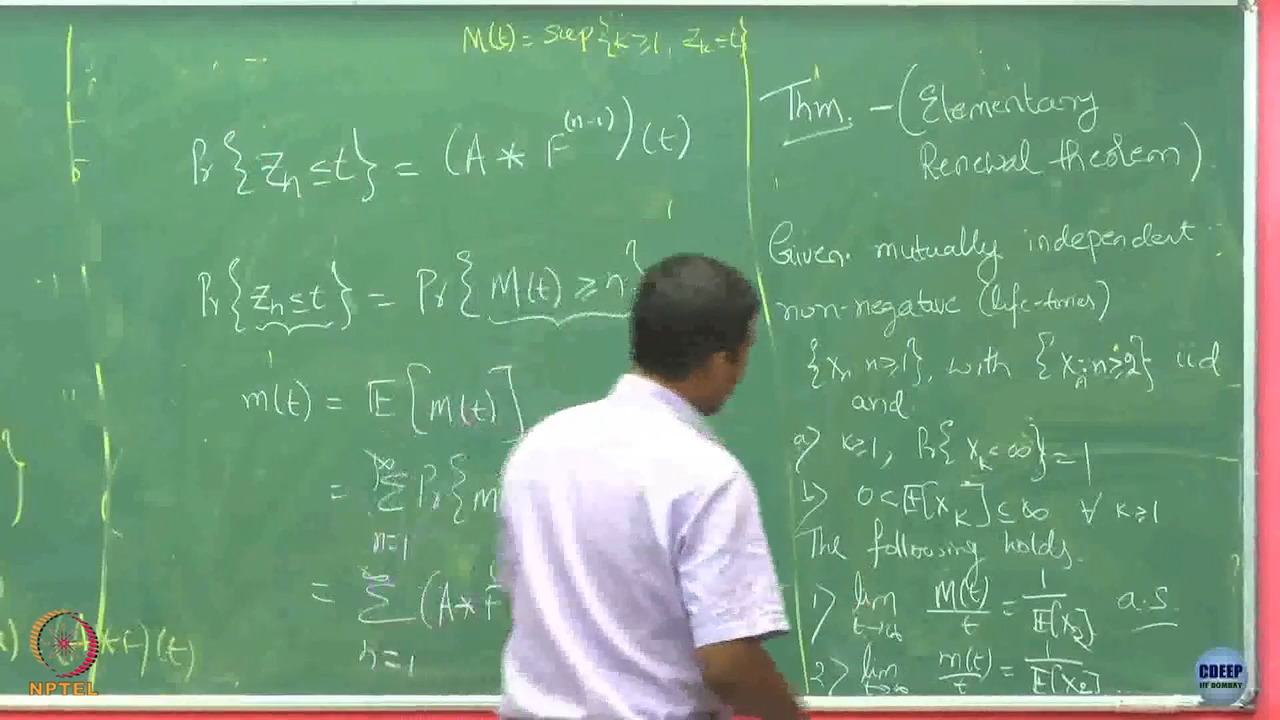 M(t) = sup{k ≥ 1, Z_k = t}
Pr{Z_n ≤ t} = (A * F^{(n-1)})(t)
Pr{Z_n ≤ t} = Pr{M(t) ≥ n}
m(t) = 𝔼[M(t)]
= ∑_{n=1}^{∞} Pr{m
= ∑_{n=1}^{∞} (A * F
)(t)
Thm. - (Elementary
Renewal theorem)
Given mutually independent
non-negative (life-times)
{X_n, n ≥ 1}, with {X_n, n ≥ 2} iid
and
a) k ≥ 1, Pr{X_k < ∞} = 1
b) 0 < 𝔼[X_k] ≤ ∞ ∀ k ≥ 1
The following holds.
1) lim_{t→∞} M(t)/t = 1/𝔼[X_2] a.s.
2) lim_{t→∞} m(t)/t = 1/𝔼[X_2]
NPTEL
CDEEP
IIT BOMBAY